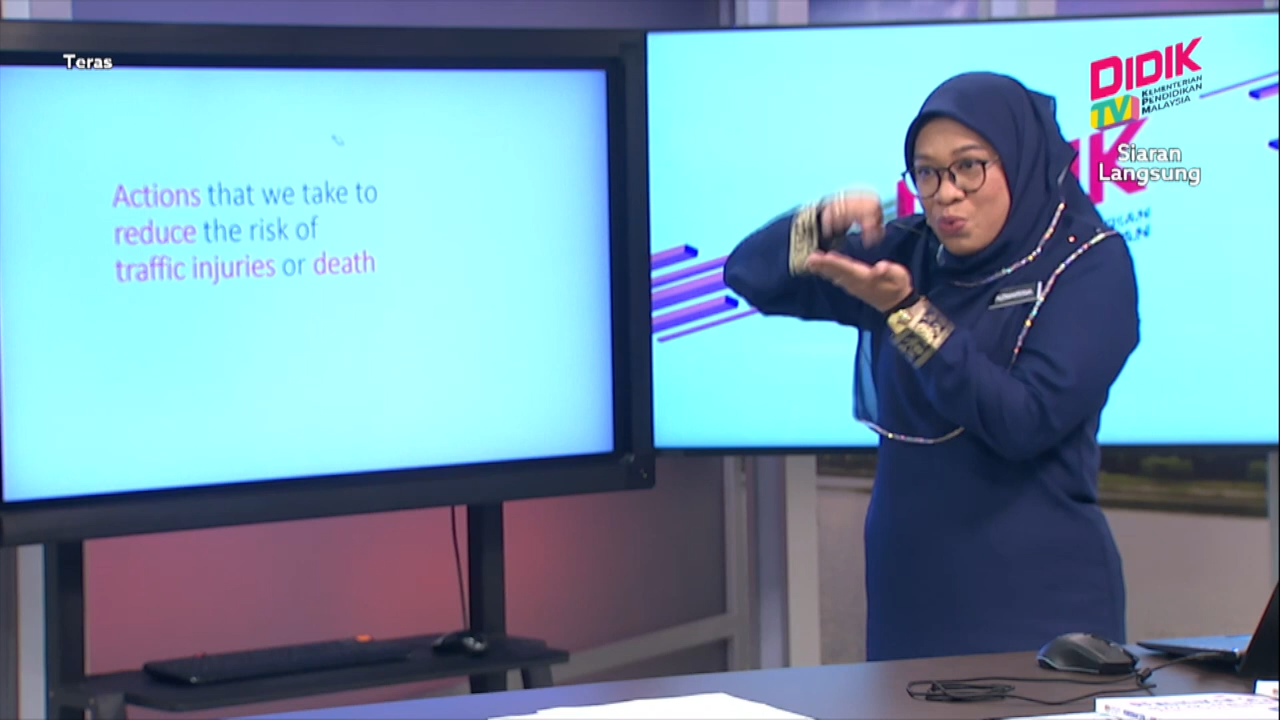 Teras
Actions that we take to
reduce the risk of
traffic injuries or death
DIDIK
TV
KEMENTERIAN
PENDIDIKAN
MALAYSIA
Siaran
Langsung
IK